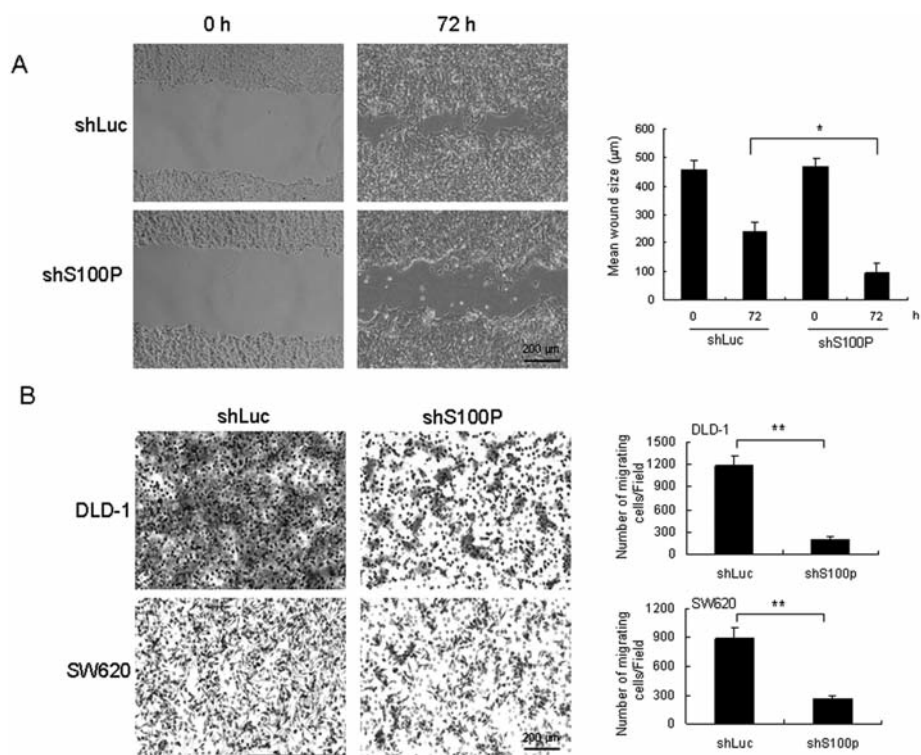 0 h 72 h
A
shLuc
shS100P
200 µm
Mean wound size (µm)
600
500
400
300
200
100
0
*
0 72 0 72 h
shLuc shS100P
B
shLuc shS100P
DLD-1
SW620
200 µm
DLD-1
**
Number of migrating
cells/Field
1500
1200
900
600
300
0
shLuc shS100p
SW620
**
Number of migrating
cells/Field
1200
900
600
300
0
shLuc shS100P